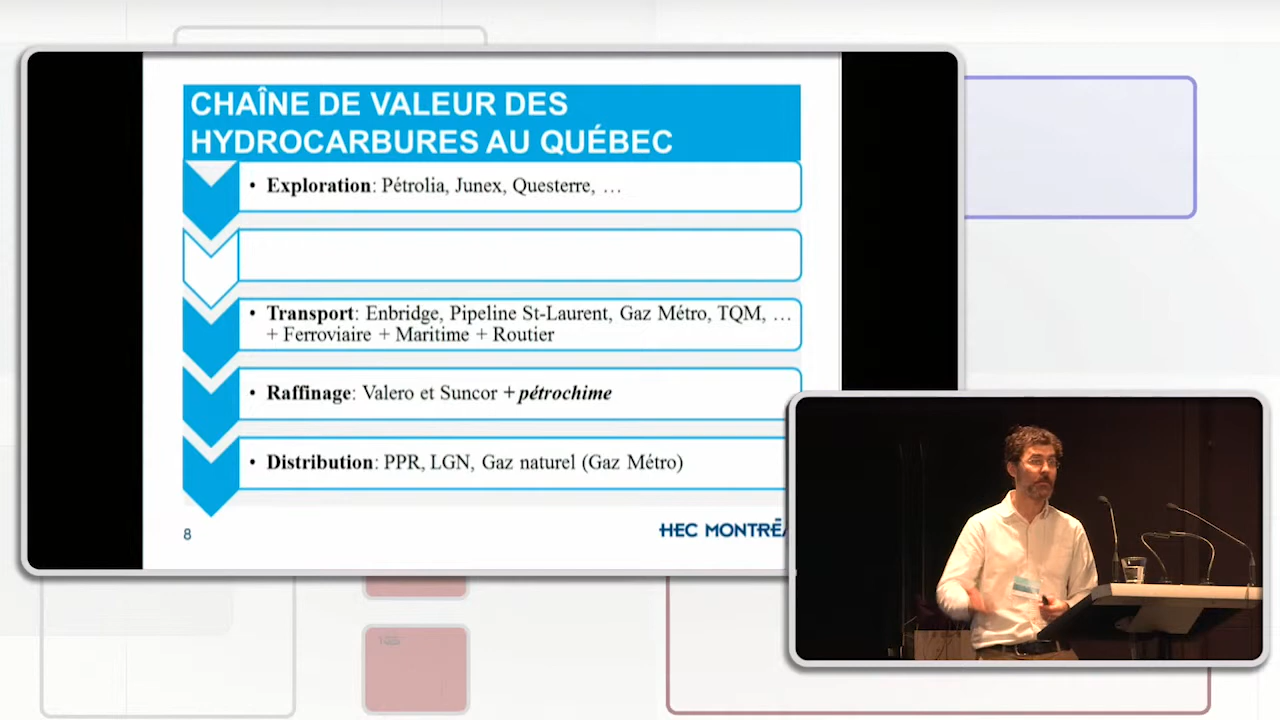 CHAÎNE DE VALEUR DES
HYDROCARBURES AU QUÉBEC
• Exploration: Pétrolia, Junex, Questerre, …
• Transport: Enbridge, Pipeline St-Laurent, Gaz Métro, TQM, …
+ Ferroviaire + Maritime + Routier
• Raffinage: Valero et Suncor + pétrochime
• Distribution: PPR, LGN, Gaz naturel (Gaz Métro)
8
HEC MONTRÉ